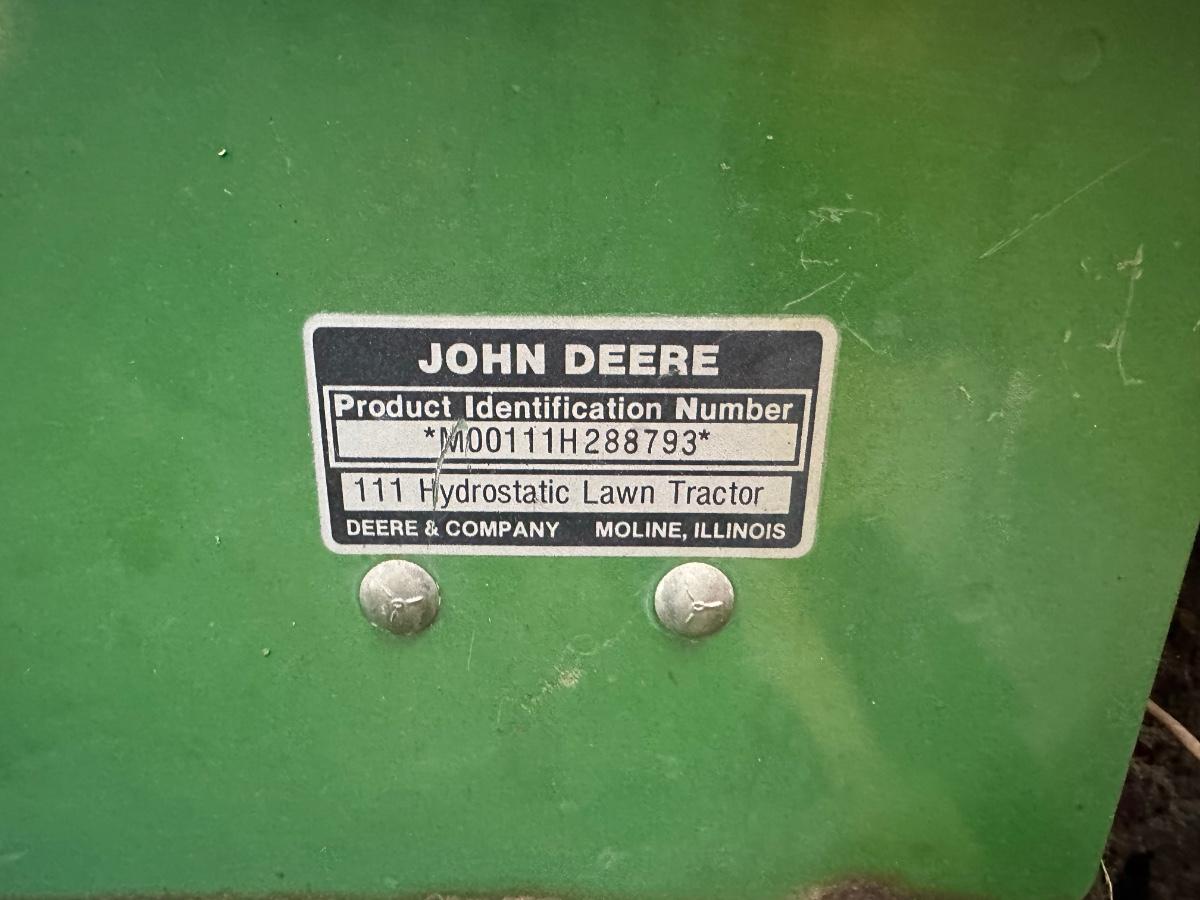 JOHN DEERE
Product Identification Number
*M00111H288793*
111 Hydrostatic Lawn Tractor
DEERE & COMPANY MOLINE, ILLINOIS